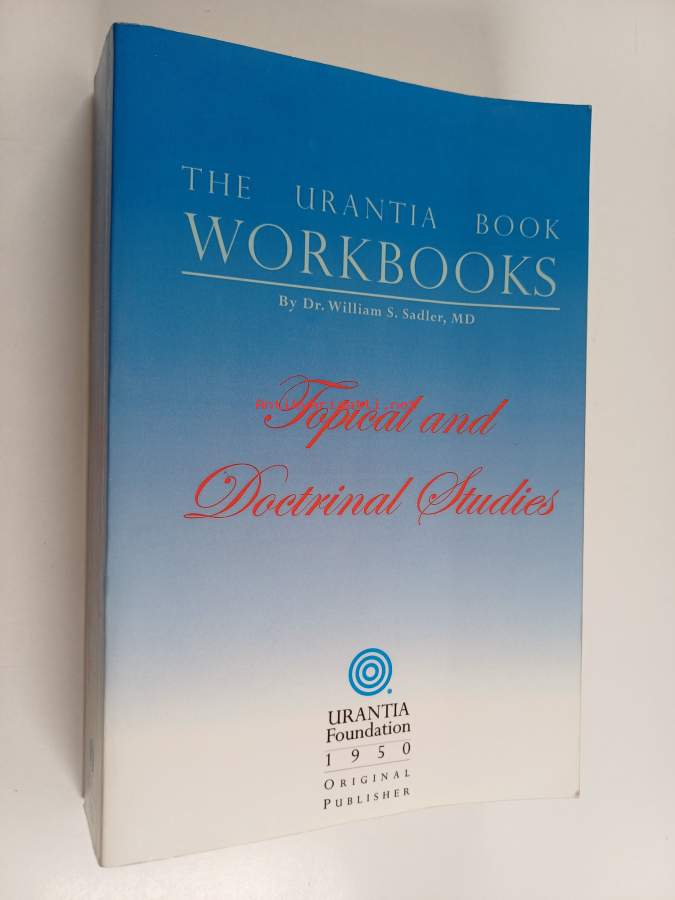 THE URANTIA BOOK
WORKBOOKS
By Dr. William S. Sadler, MD
Topical and
Doctrinal Studies
URANTIA
Foundation
1950
ORIGINAL
PUBLISHER